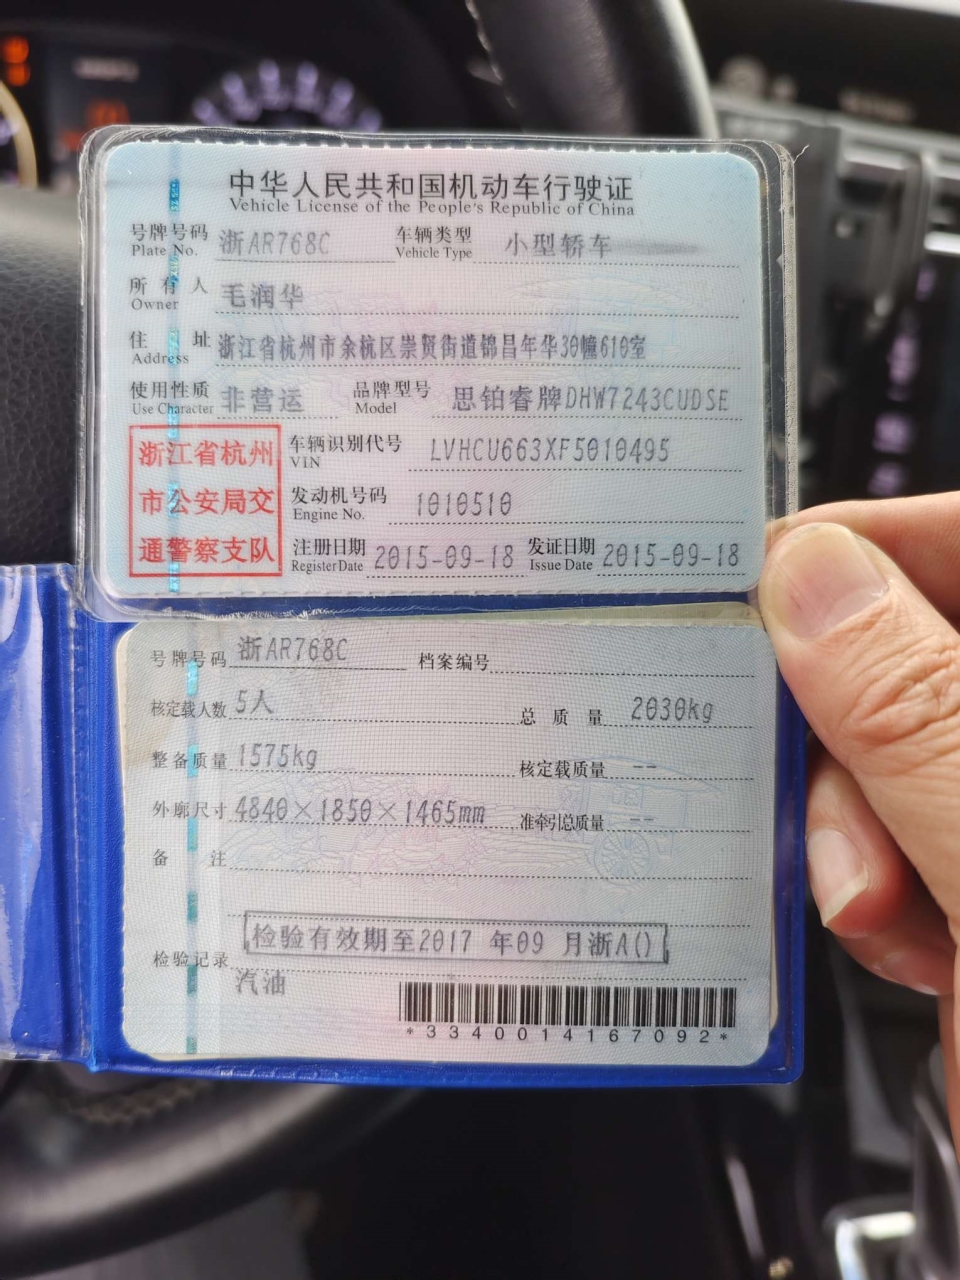 中华人民共和国机动车行驶证
Vehicle License of the People's Republic of China
号牌号码 浙AR768C 车辆类型 小型轿车
Plate No. Vehicle Type
所有人 毛润华
Owner
住址 浙江省杭州市余杭区崇贤街道锦昌年华30幢610室
Address
使用性质 非营运 品牌型号 思铂睿牌DHW7243CUDSE
Use Character Model
浙江省杭州
市公安局交
通警察支队
车辆识别代号 LVHCU663XF5010495
VIN
发动机号码 1010510
Engine No.
注册日期 2015-09-18 发证日期 2015-09-18
Register Date Issue Date
号牌号码 浙AR768C 档案编号
核定载人数 5人 总质量 2030kg
整备质量 1575kg 核定载质量 --
外廓尺寸 4840×1850×1465mm 准牵引总质量 --
备注
检验有效期至2017 年09 月浙A()
检验记录
汽油
*3340014167092*